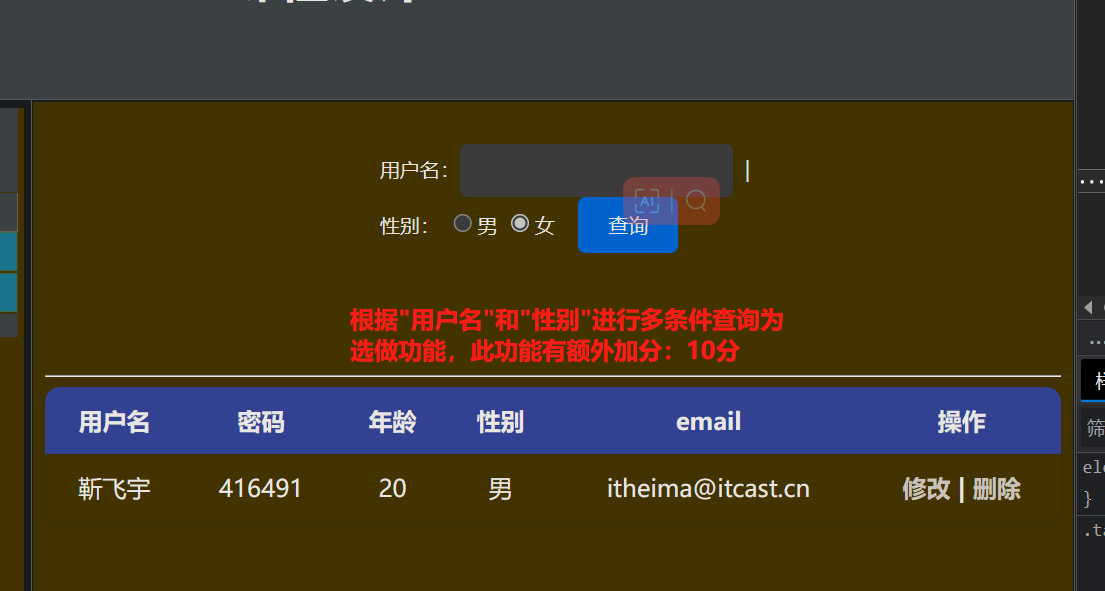 用户名： |
性别： 男 女 查询
AI
根据"用户名"和"性别"进行多条件查询为
选做功能，此功能有额外加分：10分
用户名 密码 年龄 性别 email 操作
靳飞宇 416491 20 男 itheima@itcast.cn 修改 | 删除
筛
}